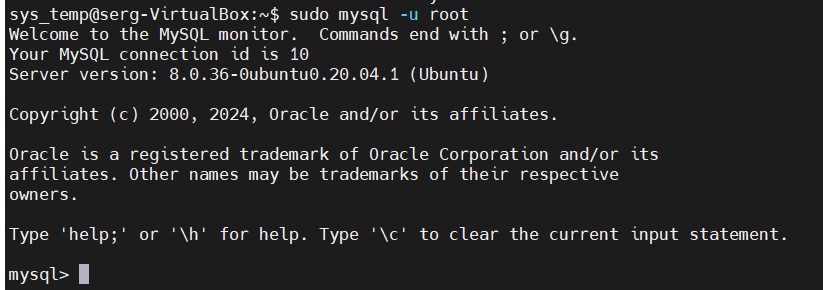 sys_temp@serg-VirtualBox:~$ sudo mysql -u root
Welcome to the MySQL monitor.  Commands end with ; or \g.
Your MySQL connection id is 10
Server version: 8.0.36-0ubuntu0.20.04.1 (Ubuntu)
Copyright (c) 2000, 2024, Oracle and/or its affiliates.
Oracle is a registered trademark of Oracle Corporation and/or its
affiliates. Other names may be trademarks of their respective
owners.
Type 'help;' or '\h' for help. Type '\c' to clear the current input statement.
mysql>